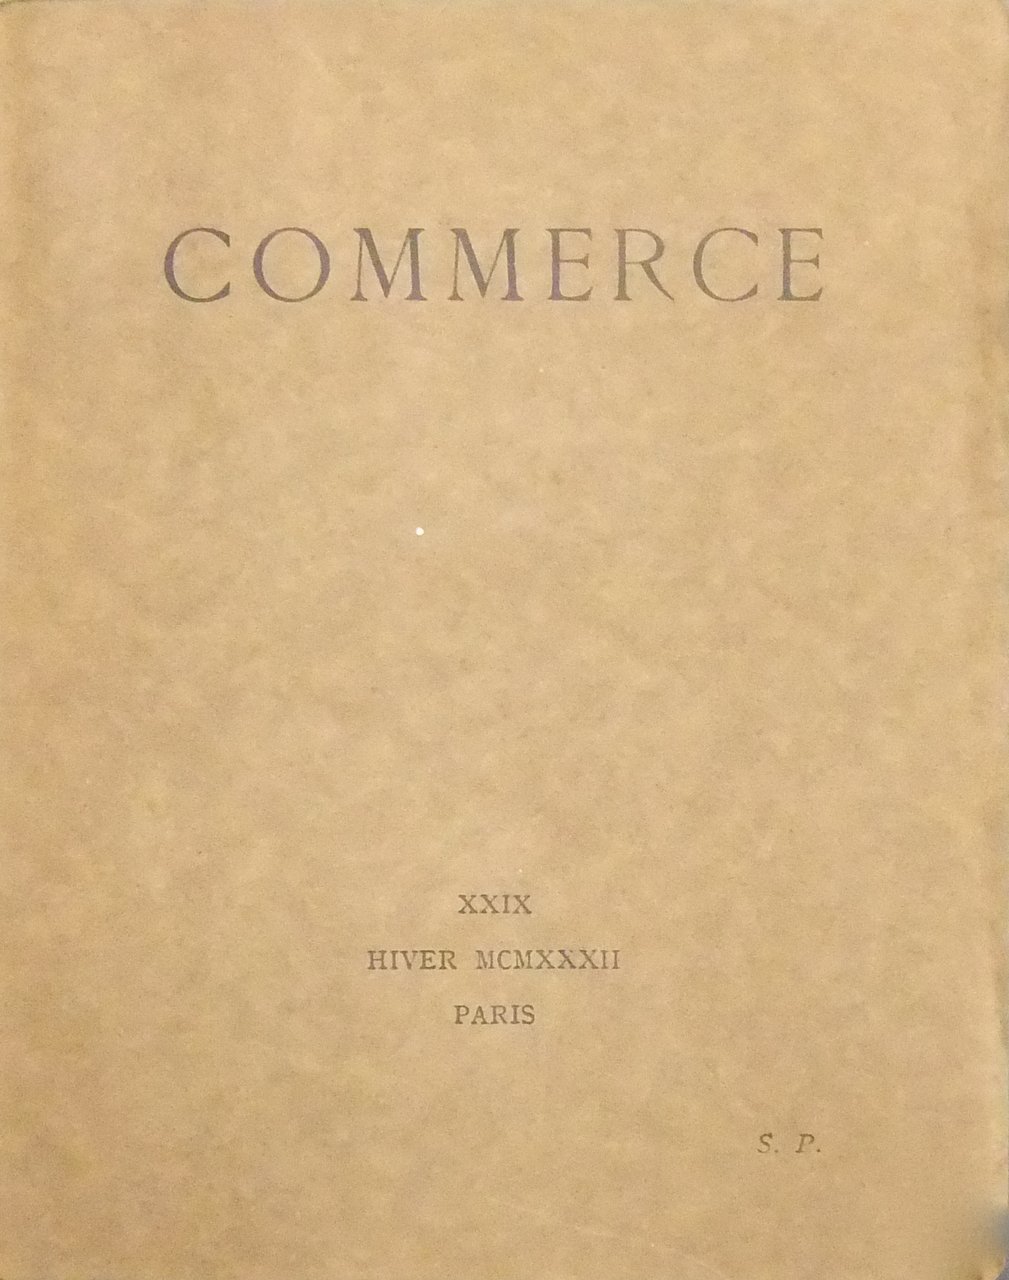 COMMERCE
XXIX
HIVER MCMXXXII
PARIS
S. P.